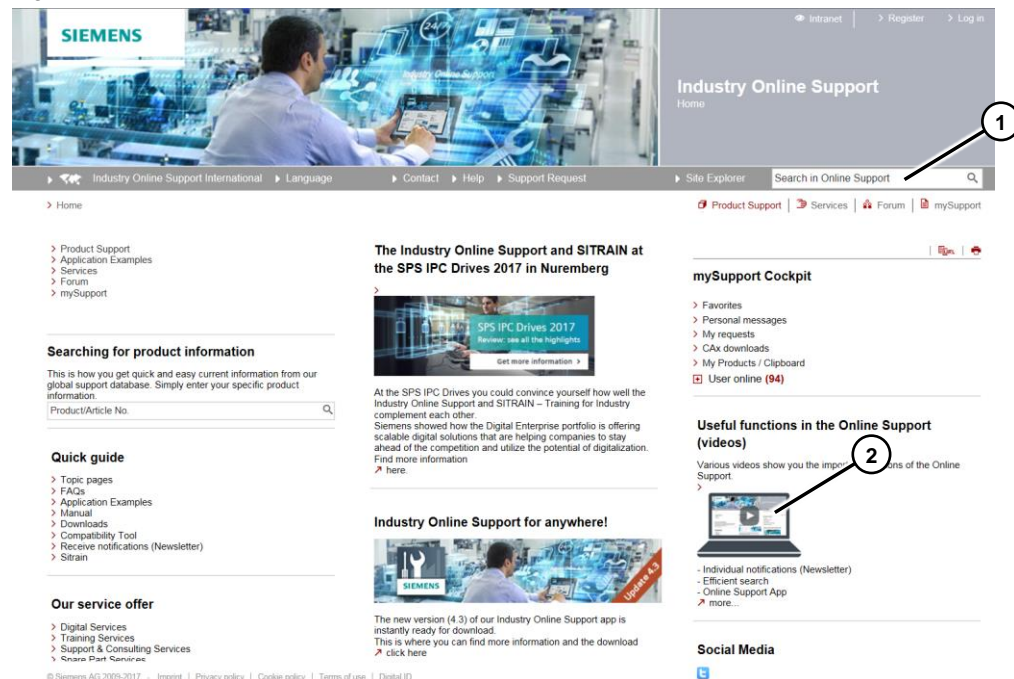 SIEMENS
24/7
Industry Online Support
Intranet
> Register
> Log in
Industry Online Support
Home
1
Industry Online Support International
Language
Contact
Help
Support Request
Site Explorer
Search in Online Support
> Home
Product Support | Services | Forum | mySupport
> Product Support
> Application Examples
> Services
> Forum
> mySupport
Searching for product information
This is how you get quick and easy current information from our
global support database. Simply enter your specific product
information.
Product/Article No.
Quick guide
> Topic pages
> FAQs
> Application Examples
> Manual
> Downloads
> Compatibility Tool
> Receive notifications (Newsletter)
> Sitrain
Our service offer
> Digital Services
> Training Services
> Support & Consulting Services
> Spare Part Services
The Industry Online Support and SITRAIN at
the SPS IPC Drives 2017 in Nuremberg
>
SPS IPC Drives 2017
Review: see all the highlights
Get more information >
At the SPS IPC Drives you could convince yourself how well the
Industry Online Support and SITRAIN – Training for Industry
complement each other.
Siemens showed how the Digital Enterprise portfolio is offering
scalable digital solutions that are helping companies to stay
ahead of the competition and utilize the potential of digitalization.
Find more information
here.
Industry Online Support for anywhere!
SIEMENS
Update 4.3
The new version (4.3) of our Industry Online Support app is
instantly ready for download.
This is where you can find more information and the download
click here
mySupport Cockpit
> Favorites
> Personal messages
> My requests
> CAx downloads
> My Products / Clipboard
User online (94)
Useful functions in the Online Support
(videos)
2
Various videos show you the of the Online
Support.
>
- Individual notifications (Newsletter)
- Efficient search
- Online Support App
more...
Social Media
© Siemens AG 2009-2017 - Imprint | Privacy policy | Cookie policy | Terms of use | Digital ID